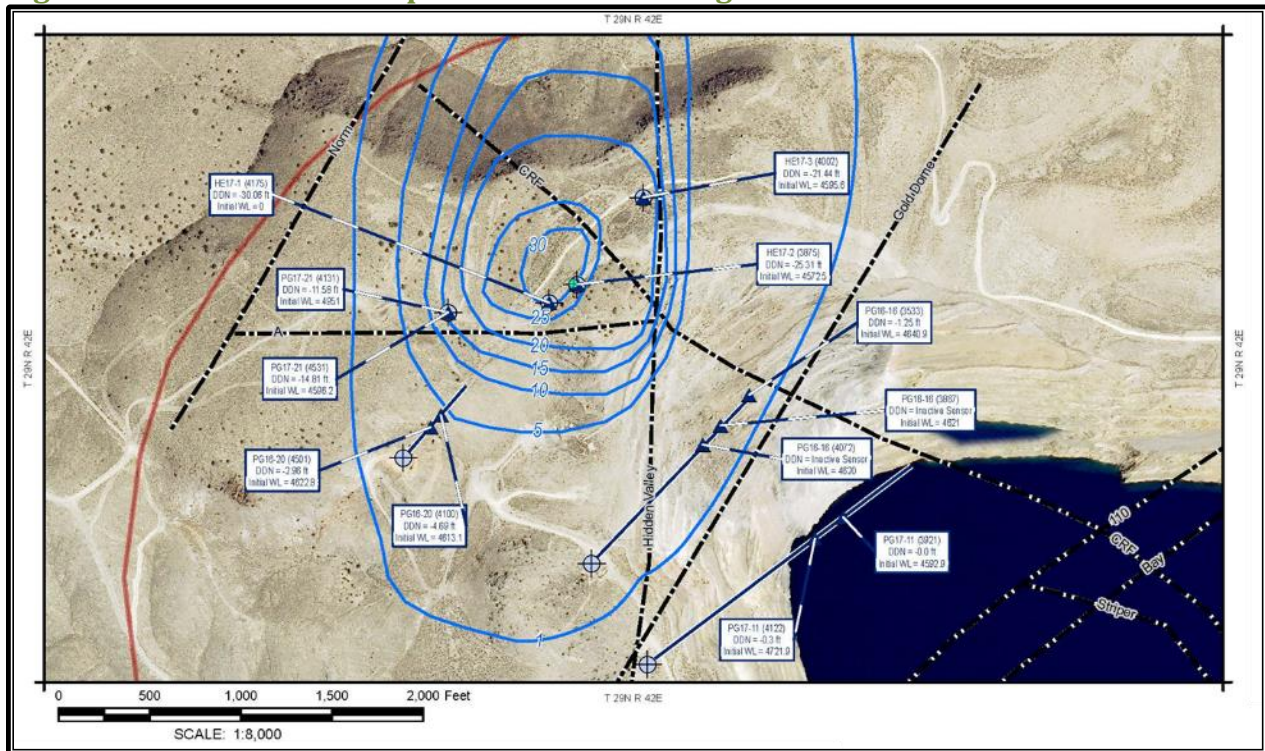 T 29N R 42E
Norm
CRF
Gold Dome
HE17-1 (4175)
DDN = -30.06 ft
Initial WL = 0
HE17-3 (4002)
DDN = -21.44 ft
Initial WL = 4595.6
HE17-2 (3875)
DDN = -25.31 ft
Initial WL = 4572.5
PG17-21 (4131)
DDN = -11.58 ft
Initial WL = 4951
PG16-16 (3533)
DDN = -1.25 ft
Initial WL = 4640.9
PG17-21 (4531)
DDN = -14.81 ft
Initial WL = 4596.2
PG16-16 (3887)
DDN = Inactive Sensor
Initial WL = 4621
PG16-16 (4072)
DDN = Inactive Sensor
Initial WL = 4620
PG16-20 (4501)
DDN = -2.96 ft
Initial WL = 4622.8
PG16-20 (4100)
DDN = -4.69 ft
Initial WL = 4613.1
PG17-11 (3921)
DDN = -0.0 ft
Initial WL = 4592.9
PG17-11 (4122)
DDN = -0.3 ft
Initial WL = 4721.9
30
25
20
15
10
5
1
A
Hidden Valley
110
CRF
Bay
Striper
T 29N R 42E
T 29N R 42E
T 29N R 42E
0 500 1,000 1,500 2,000 Feet
SCALE: 1:8,000